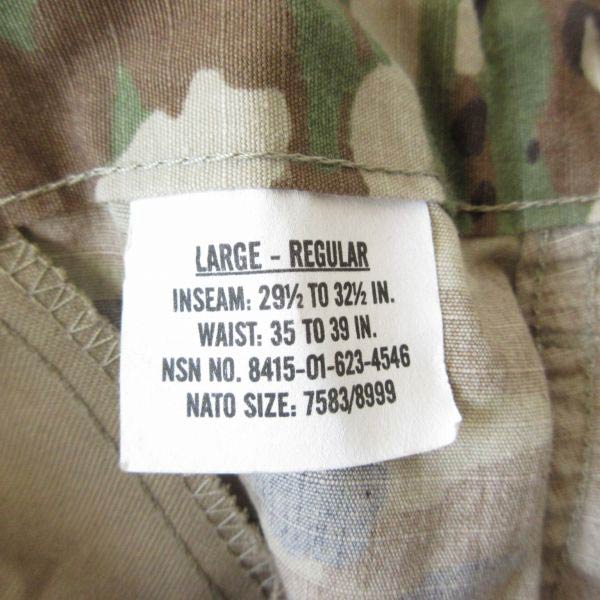 LARGE - REGULAR
INSEAM: 29½ TO 32½ IN.
WAIST: 35 TO 39 IN.
NSN NO. 8415-01-623-4546
NATO SIZE: 7583/8999